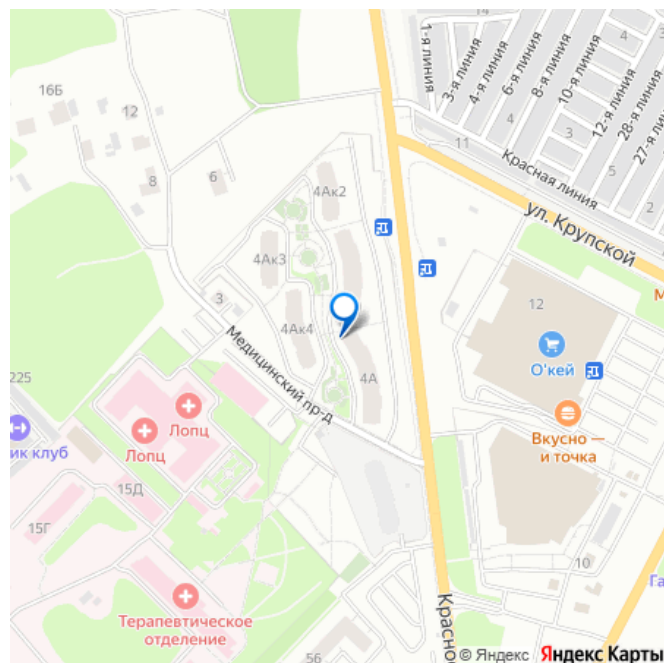 14
1-я линия
3-я линия
4-я линия
6-я линия
8-я линия
10-я линия
12-я линия
28-я линия
27-я
4
4
3
5
2
16Б
12
11
Красная линия
8
6
4Ак2
ул. Крупской
4Ак3
3
12
М
4Ак4
О'кей
Медицинский пр-д
4А
225
Лопц
Лопц
ик клуб
Вкусно —
и точка
15Д
15Г
10
Га
Терапевтическое
отделение
Красно
56
© Яндекс Яндекс Карты